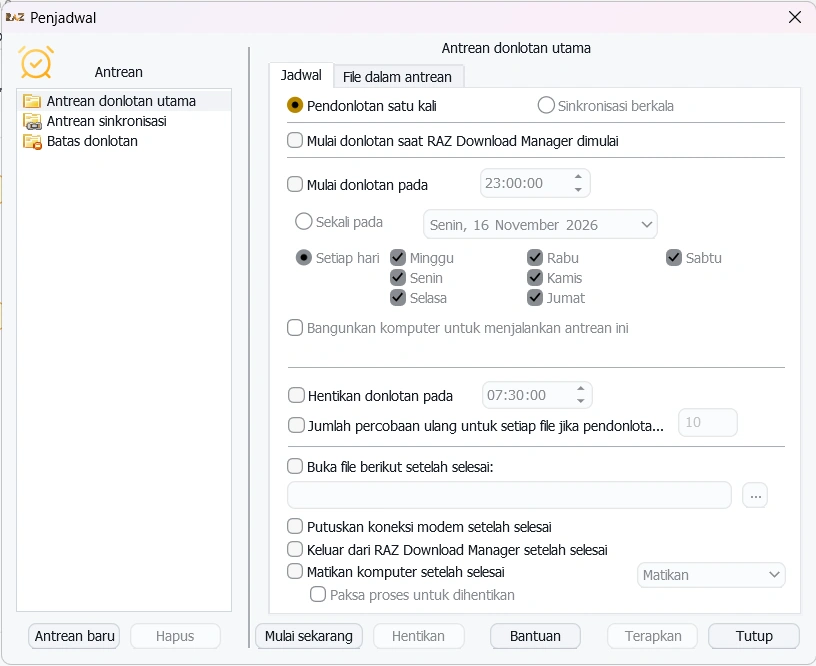 RAZ Penjadwal
Antrean
Antrean donlotan utama
Antrean sinkronisasi
Batas donlotan
Antrean donlotan utama
Jadwal File dalam antrean
Pendonlotan satu kali Sinkronisasi berkala
Mulai donlotan saat RAZ Download Manager dimulai
Mulai donlotan pada 23:00:00
Sekali pada Senin, 16 November 2026
Setiap hari Minggu Rabu Sabtu
Senin Kamis
Selasa Jumat
Bangunkan komputer untuk menjalankan antrean ini
Hentikan donlotan pada 07:30:00
Jumlah percobaan ulang untuk setiap file jika pendonlota... 10
Buka file berikut setelah selesai:
...
Putuskan koneksi modem setelah selesai
Keluar dari RAZ Download Manager setelah selesai
Matikan komputer setelah selesai Matikan
Paksa proses untuk dihentikan
Antrean baru Hapus Mulai sekarang Hentikan Bantuan Terapkan Tutup